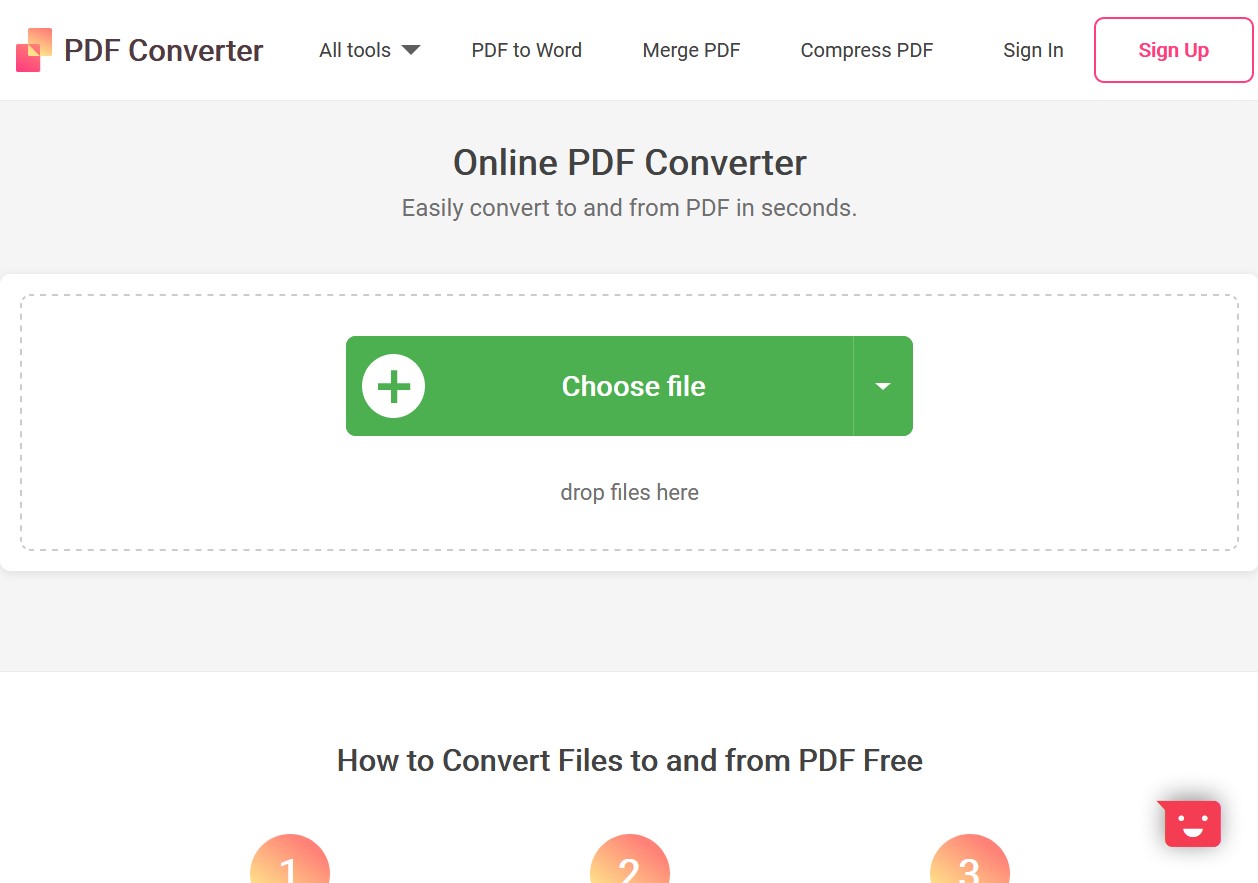 PDF Converter
All tools
PDF to Word
Merge PDF
Compress PDF
Sign In
Sign Up
Online PDF Converter
Easily convert to and from PDF in seconds.
Choose file
drop files here
How to Convert Files to and from PDF Free
1
2
3